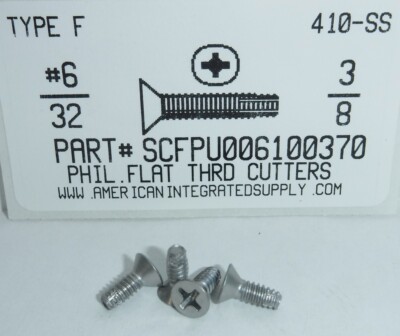 TYPE F 410-SS
#6 3
32 8
PART# SCFPU006100370
PHIL.FLAT THRD CUTTERS
WWW.AMERICANINTEGRATEDSUPPLY.COM